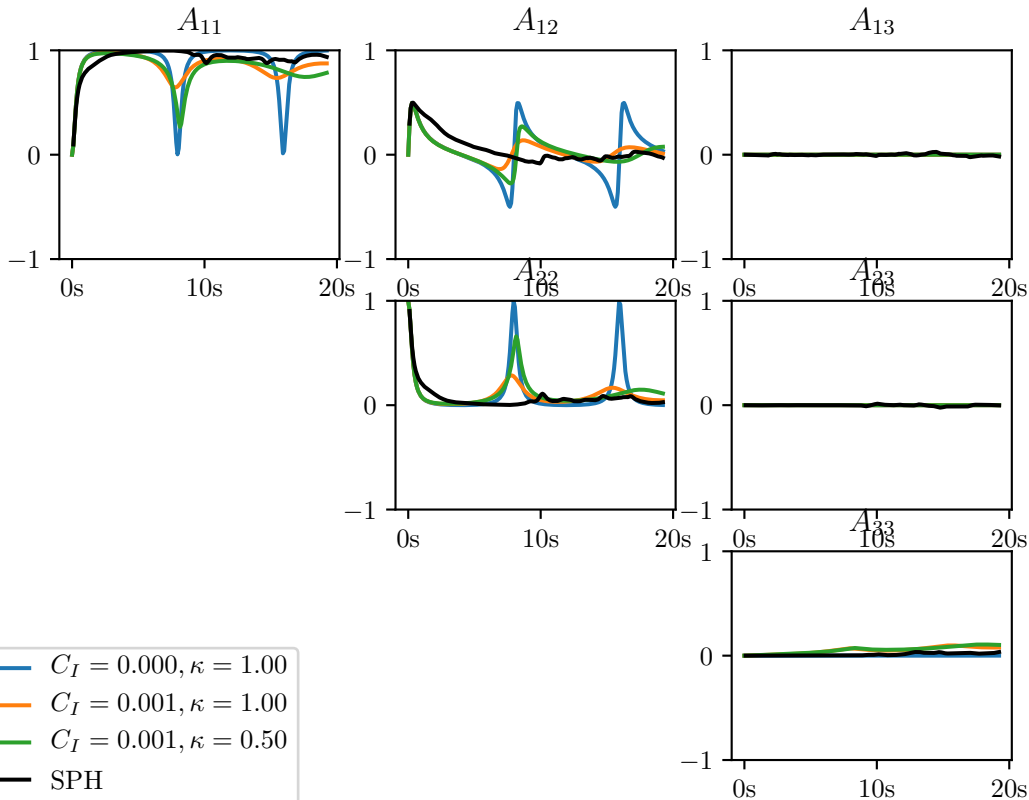 A₁₁ A₁₂ A₁₃
1 1 1
0 0 0
−1 −1 −1
0s 10s 20s 0s 10s 20s 0s 10s 20s
A₂₂ A₂₃
1 1
0 0
−1 −1
0s 10s 20s 0s 10s 20s
A₃₃
1
0
−1
0s 10s 20s
C_I = 0.000, κ = 1.00
C_I = 0.001, κ = 1.00
C_I = 0.001, κ = 0.50
SPH